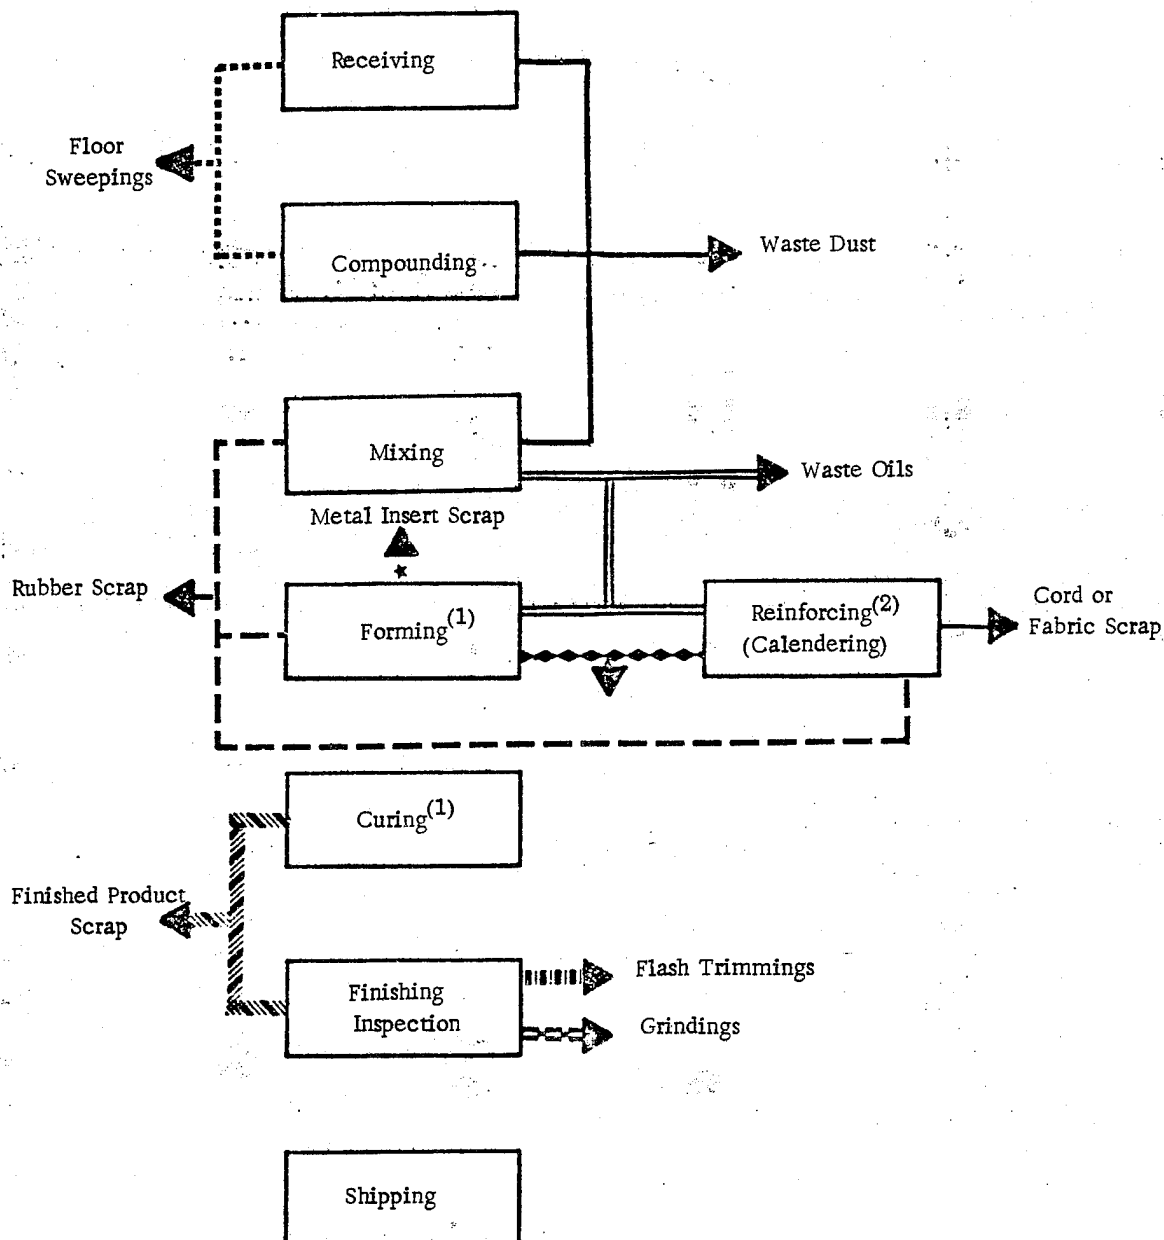 Receiving
Floor
Sweepings
Compounding
Waste Dust
Mixing
Waste Oils
Metal Insert Scrap
Rubber Scrap
Forming(1)
Reinforcing(2)
(Calendering)
Cord or
Fabric Scrap
Curing(1)
Finished Product
Scrap
Finishing
Inspection
Flash Trimmings
Grindings
Shipping